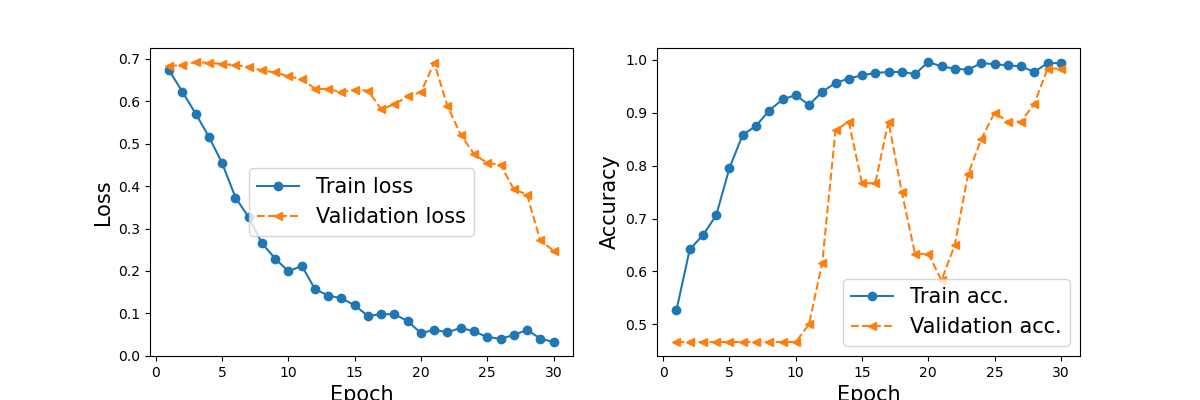 0.7
0.6
0.5
0.4
0.3
0.2
0.1
0.0
Loss
0 5 10 15 20 25 30
Epoch
Train loss
Validation loss
1.0
0.9
0.8
0.7
0.6
0.5
Accuracy
0 5 10 15 20 25 30
Epoch
Train acc.
Validation acc.